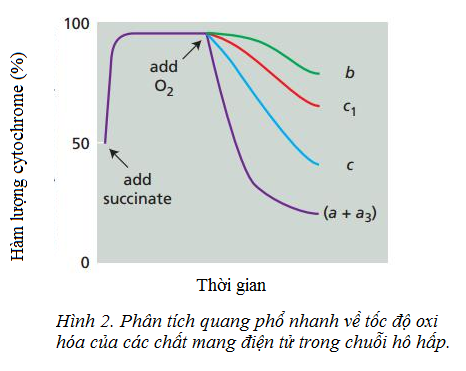 100
50
0
Hàm lượng cytochrome (%)
add
O₂
add
succinate
b
c₁
c
(a + a₃)
Thời gian
Hình 2. Phân tích quang phổ nhanh về tốc độ oxi
hóa của các chất mang điện tử trong chuỗi hô hấp.